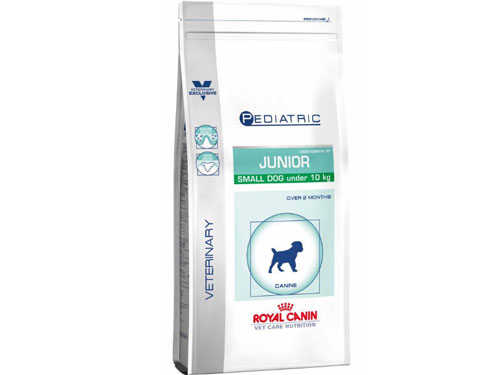 VETERINARY
EXCLUSIVE
PEDIATRIC
JUNIOR
SMALL DOG under 10 kg
OVER 2 MONTHS
CANINE
VETERINARY
ROYAL CANIN
VET CARE NUTRITION